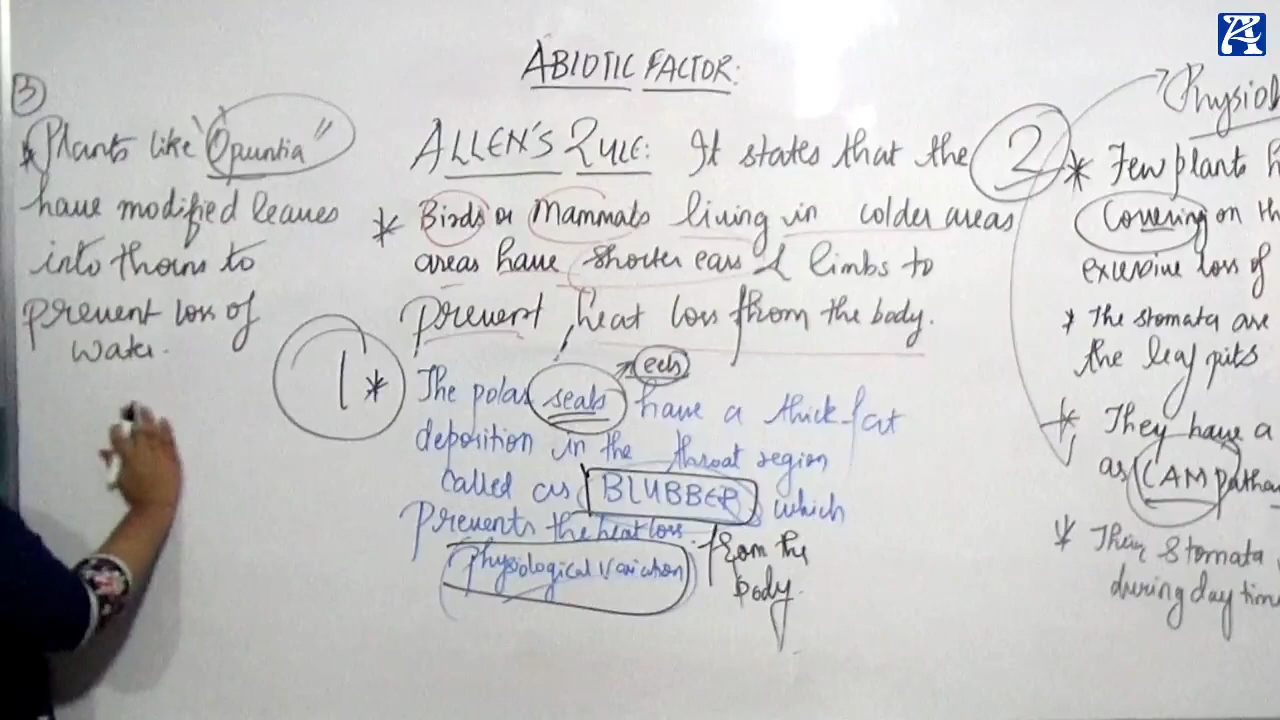 ABIOTIC FACTOR:
3
* Plants like "Opuntia"
have modified leaves
into thorns to
prevent loss of
water.
ALLEN'S RULE: It states that the
* Birds or Mammals living in colder areas
areas have shorter ears & limbs to
prevent heat loss from the body.
1 * The polar seals ech have a thick fat
deposition in the throat region
called as BLUBBER which
prevents the heat loss.
from the
body.
Physiological Variation
Physiol
2
* Few plant h
Covering on th
excessive loss of
* The stomata are
the leaf pits
* They have a
as CAM pathwa
* Their stomata
during day time